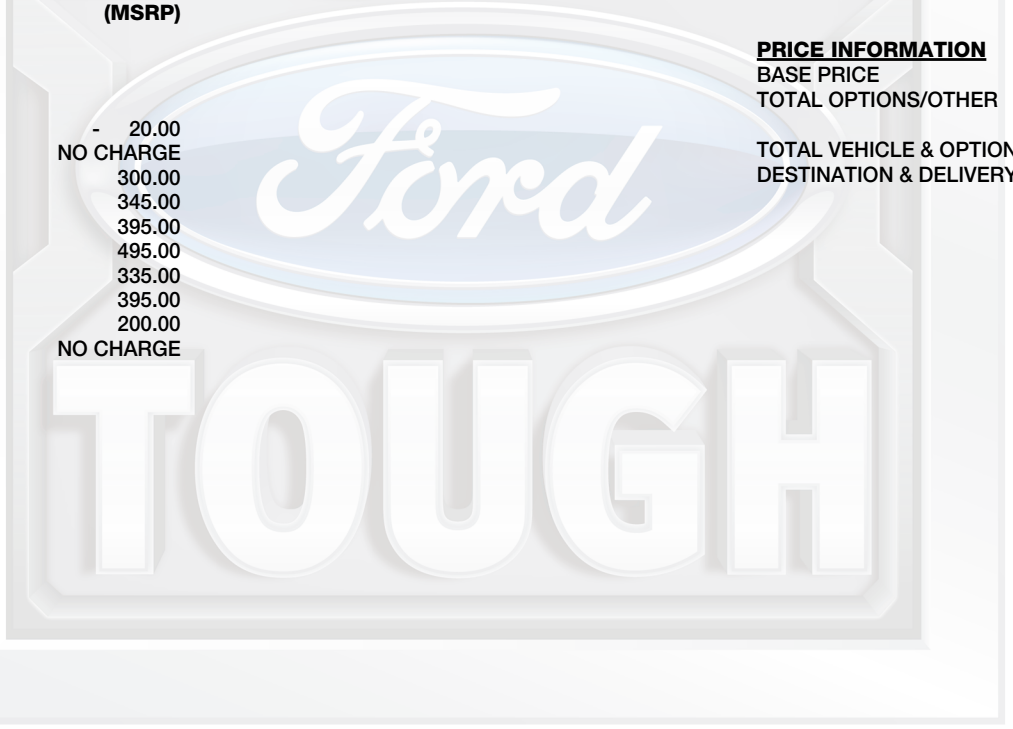 (MSRP)
- 20.00
NO CHARGE
300.00
345.00
395.00
495.00
335.00
395.00
200.00
NO CHARGE
PRICE INFORMATION
BASE PRICE
TOTAL OPTIONS/OTHER
TOTAL VEHICLE & OPTION
DESTINATION & DELIVERY
Ford
TOUGH